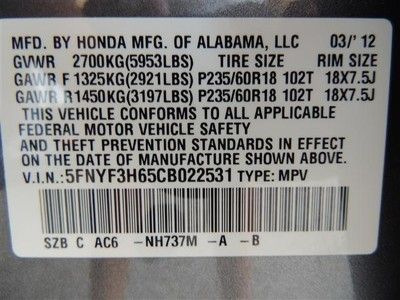 MFD. BY HONDA MFG. OF ALABAMA, LLC 03/' 12
GVWR 2700KG(5953LBS) TIRE SIZE RIM SIZE
GAWR F 1325KG(2921LBS) P235/60R18 102T 18X7.5J
GAWR R1450KG(3197LBS) P235/60R18 102T 18X7.5J
THIS VEHICLE CONFORMS TO ALL APPLICABLE
FEDERAL MOTOR VEHICLE SAFETY
AND THEFT PREVENTION STANDARDS IN EFFECT
ON THE DATE OF MANUFACTURE SHOWN ABOVE.
V.I.N.:5FNYF3H65CB022531 TYPE: MPV
SZB C AC6 -NH737M -A -B